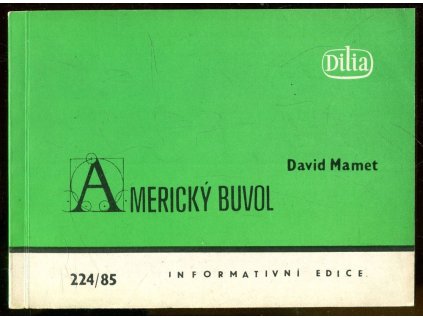 Dilia
David Mamet
AMERICKÝ BUVOL
224/85 INFORMATIVNÍ EDICE